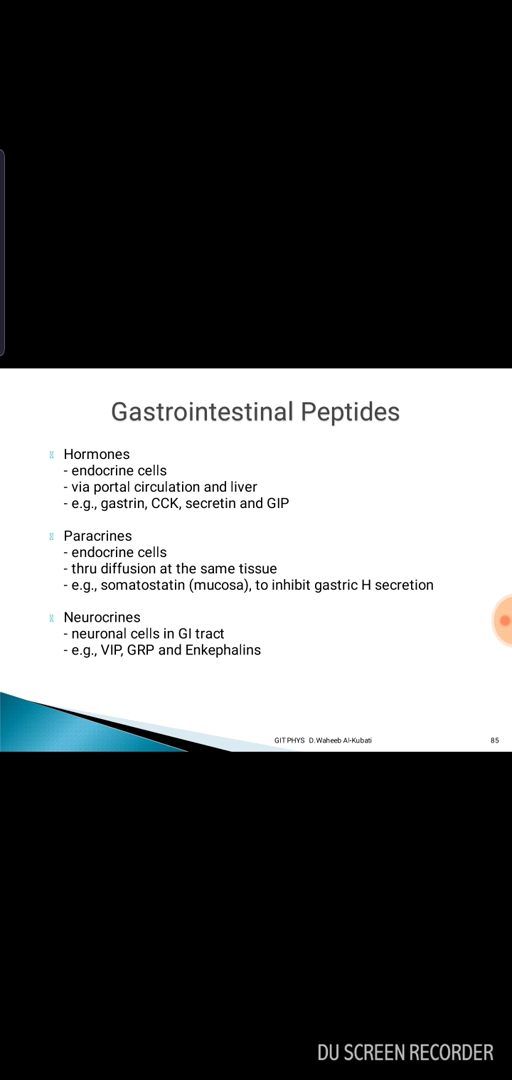 Gastrointestinal Peptides
Hormones
- endocrine cells
- via portal circulation and liver
- e.g., gastrin, CCK, secretin and GIP
Paracrines
- endocrine cells
- thru diffusion at the same tissue
- e.g., somatostatin (mucosa), to inhibit gastric H secretion
Neurocrines
- neuronal cells in GI tract
- e.g., VIP, GRP and Enkephalins
GIT PHYS D.Waheeb Al-Kubati
85
DU SCREEN RECORDER